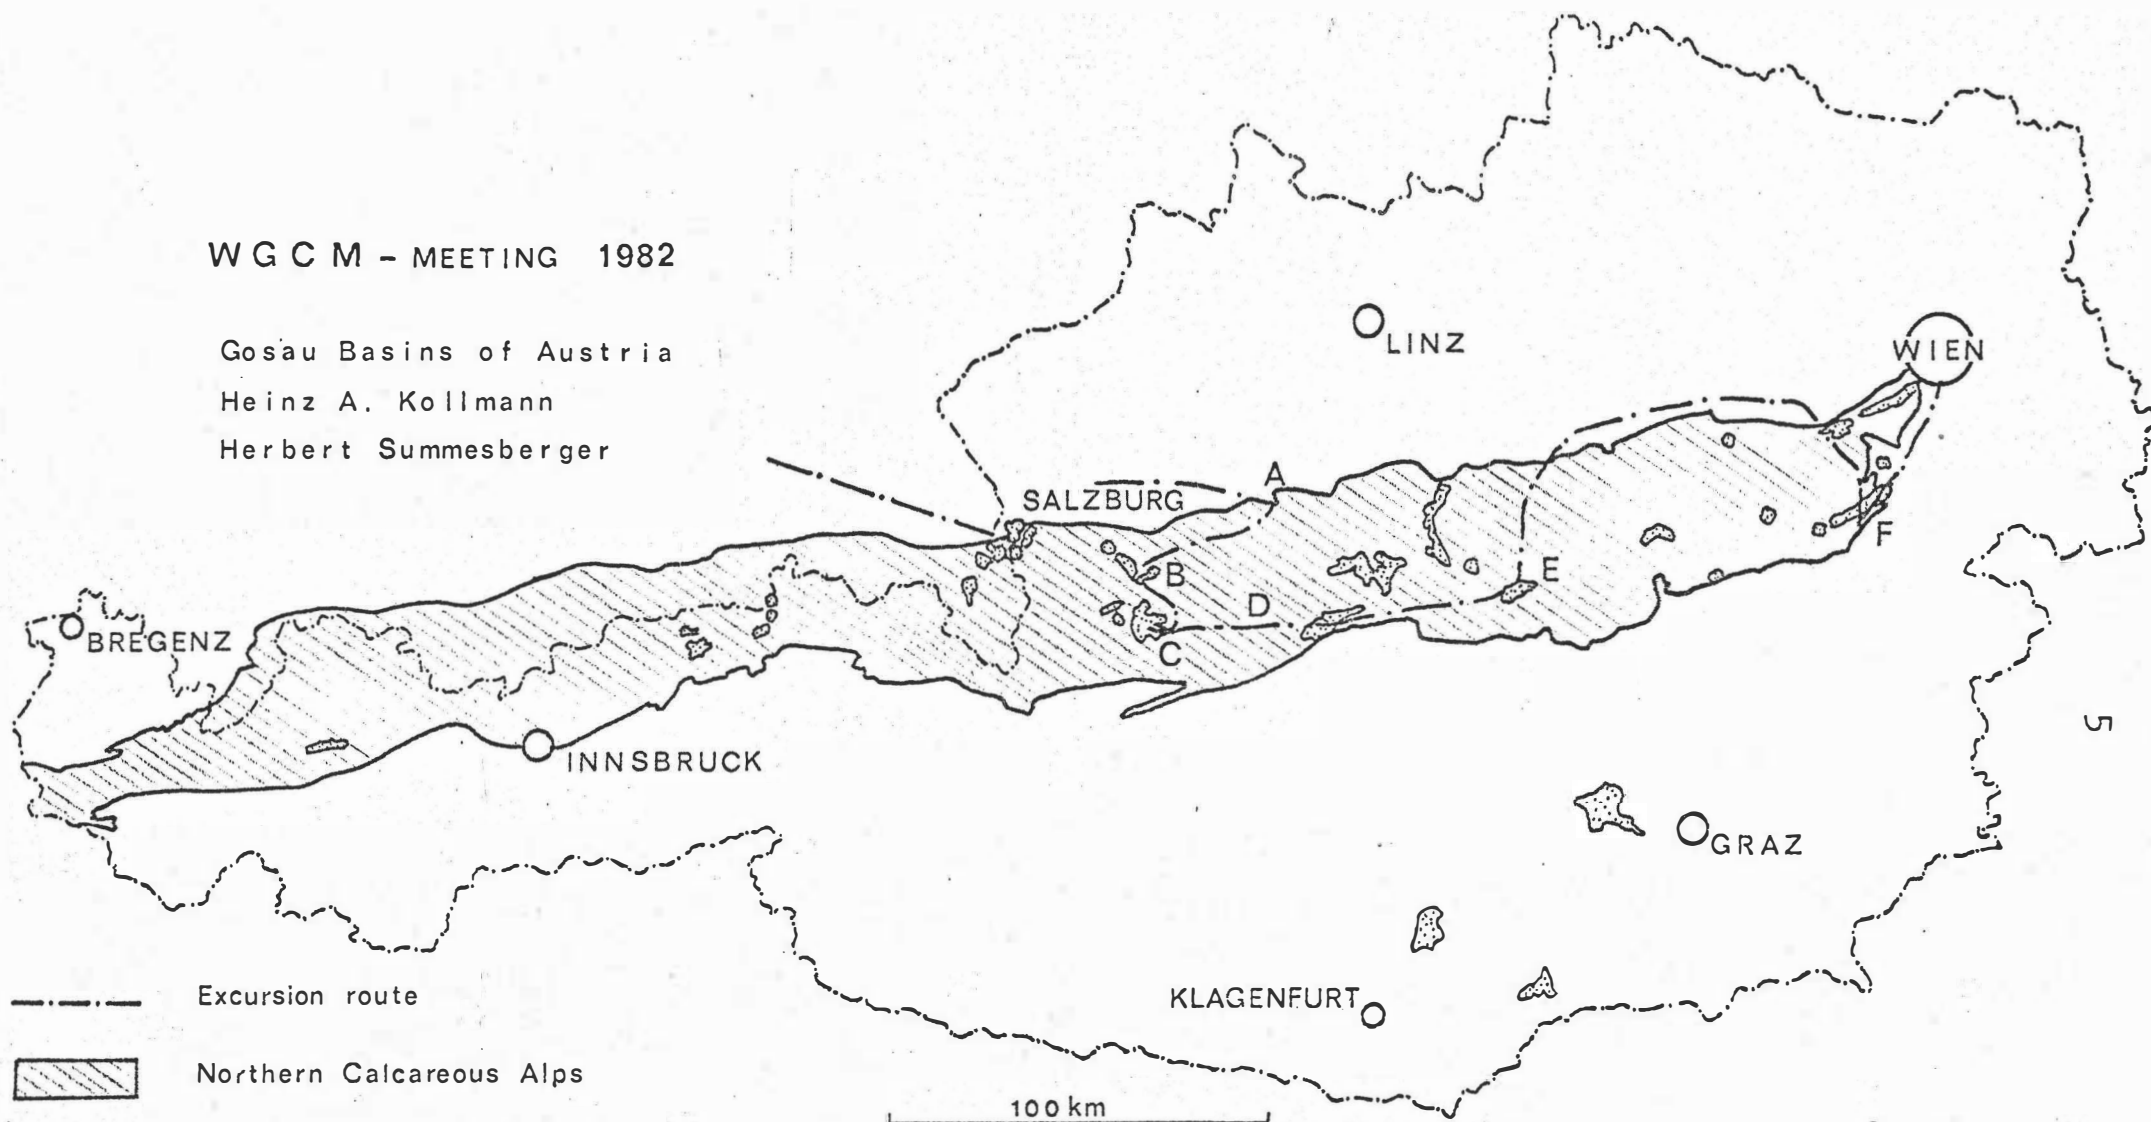 WGCM - MEETING 1982
Gosau Basins of Austria
Heinz A. Kollmann
Herbert Summesberger
LINZ
WIEN
A
SALZBURG
B
E
F
D
C
BREGENZ
INNSBRUCK
5
GRAZ
KLAGENFURT
Excursion route
Northern Calcareous Alps
100 km